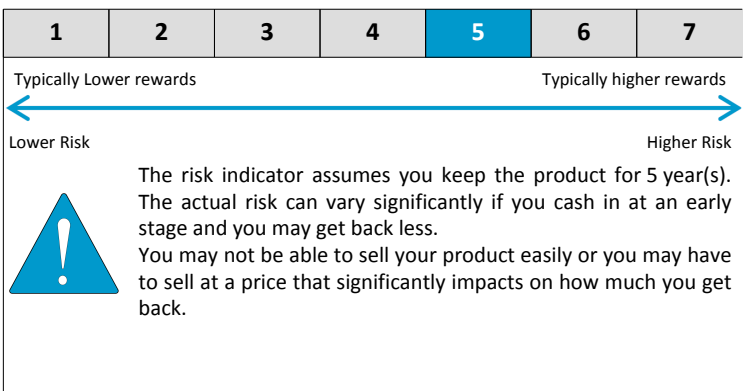 1 2 3 4 5 6 7
Typically Lower rewards Typically higher rewards
Lower Risk Higher Risk
The risk indicator assumes you keep the product for 5 year(s).
The actual risk can vary significantly if you cash in at an early
stage and you may get back less.
You may not be able to sell your product easily or you may have
to sell at a price that significantly impacts on how much you get
back.